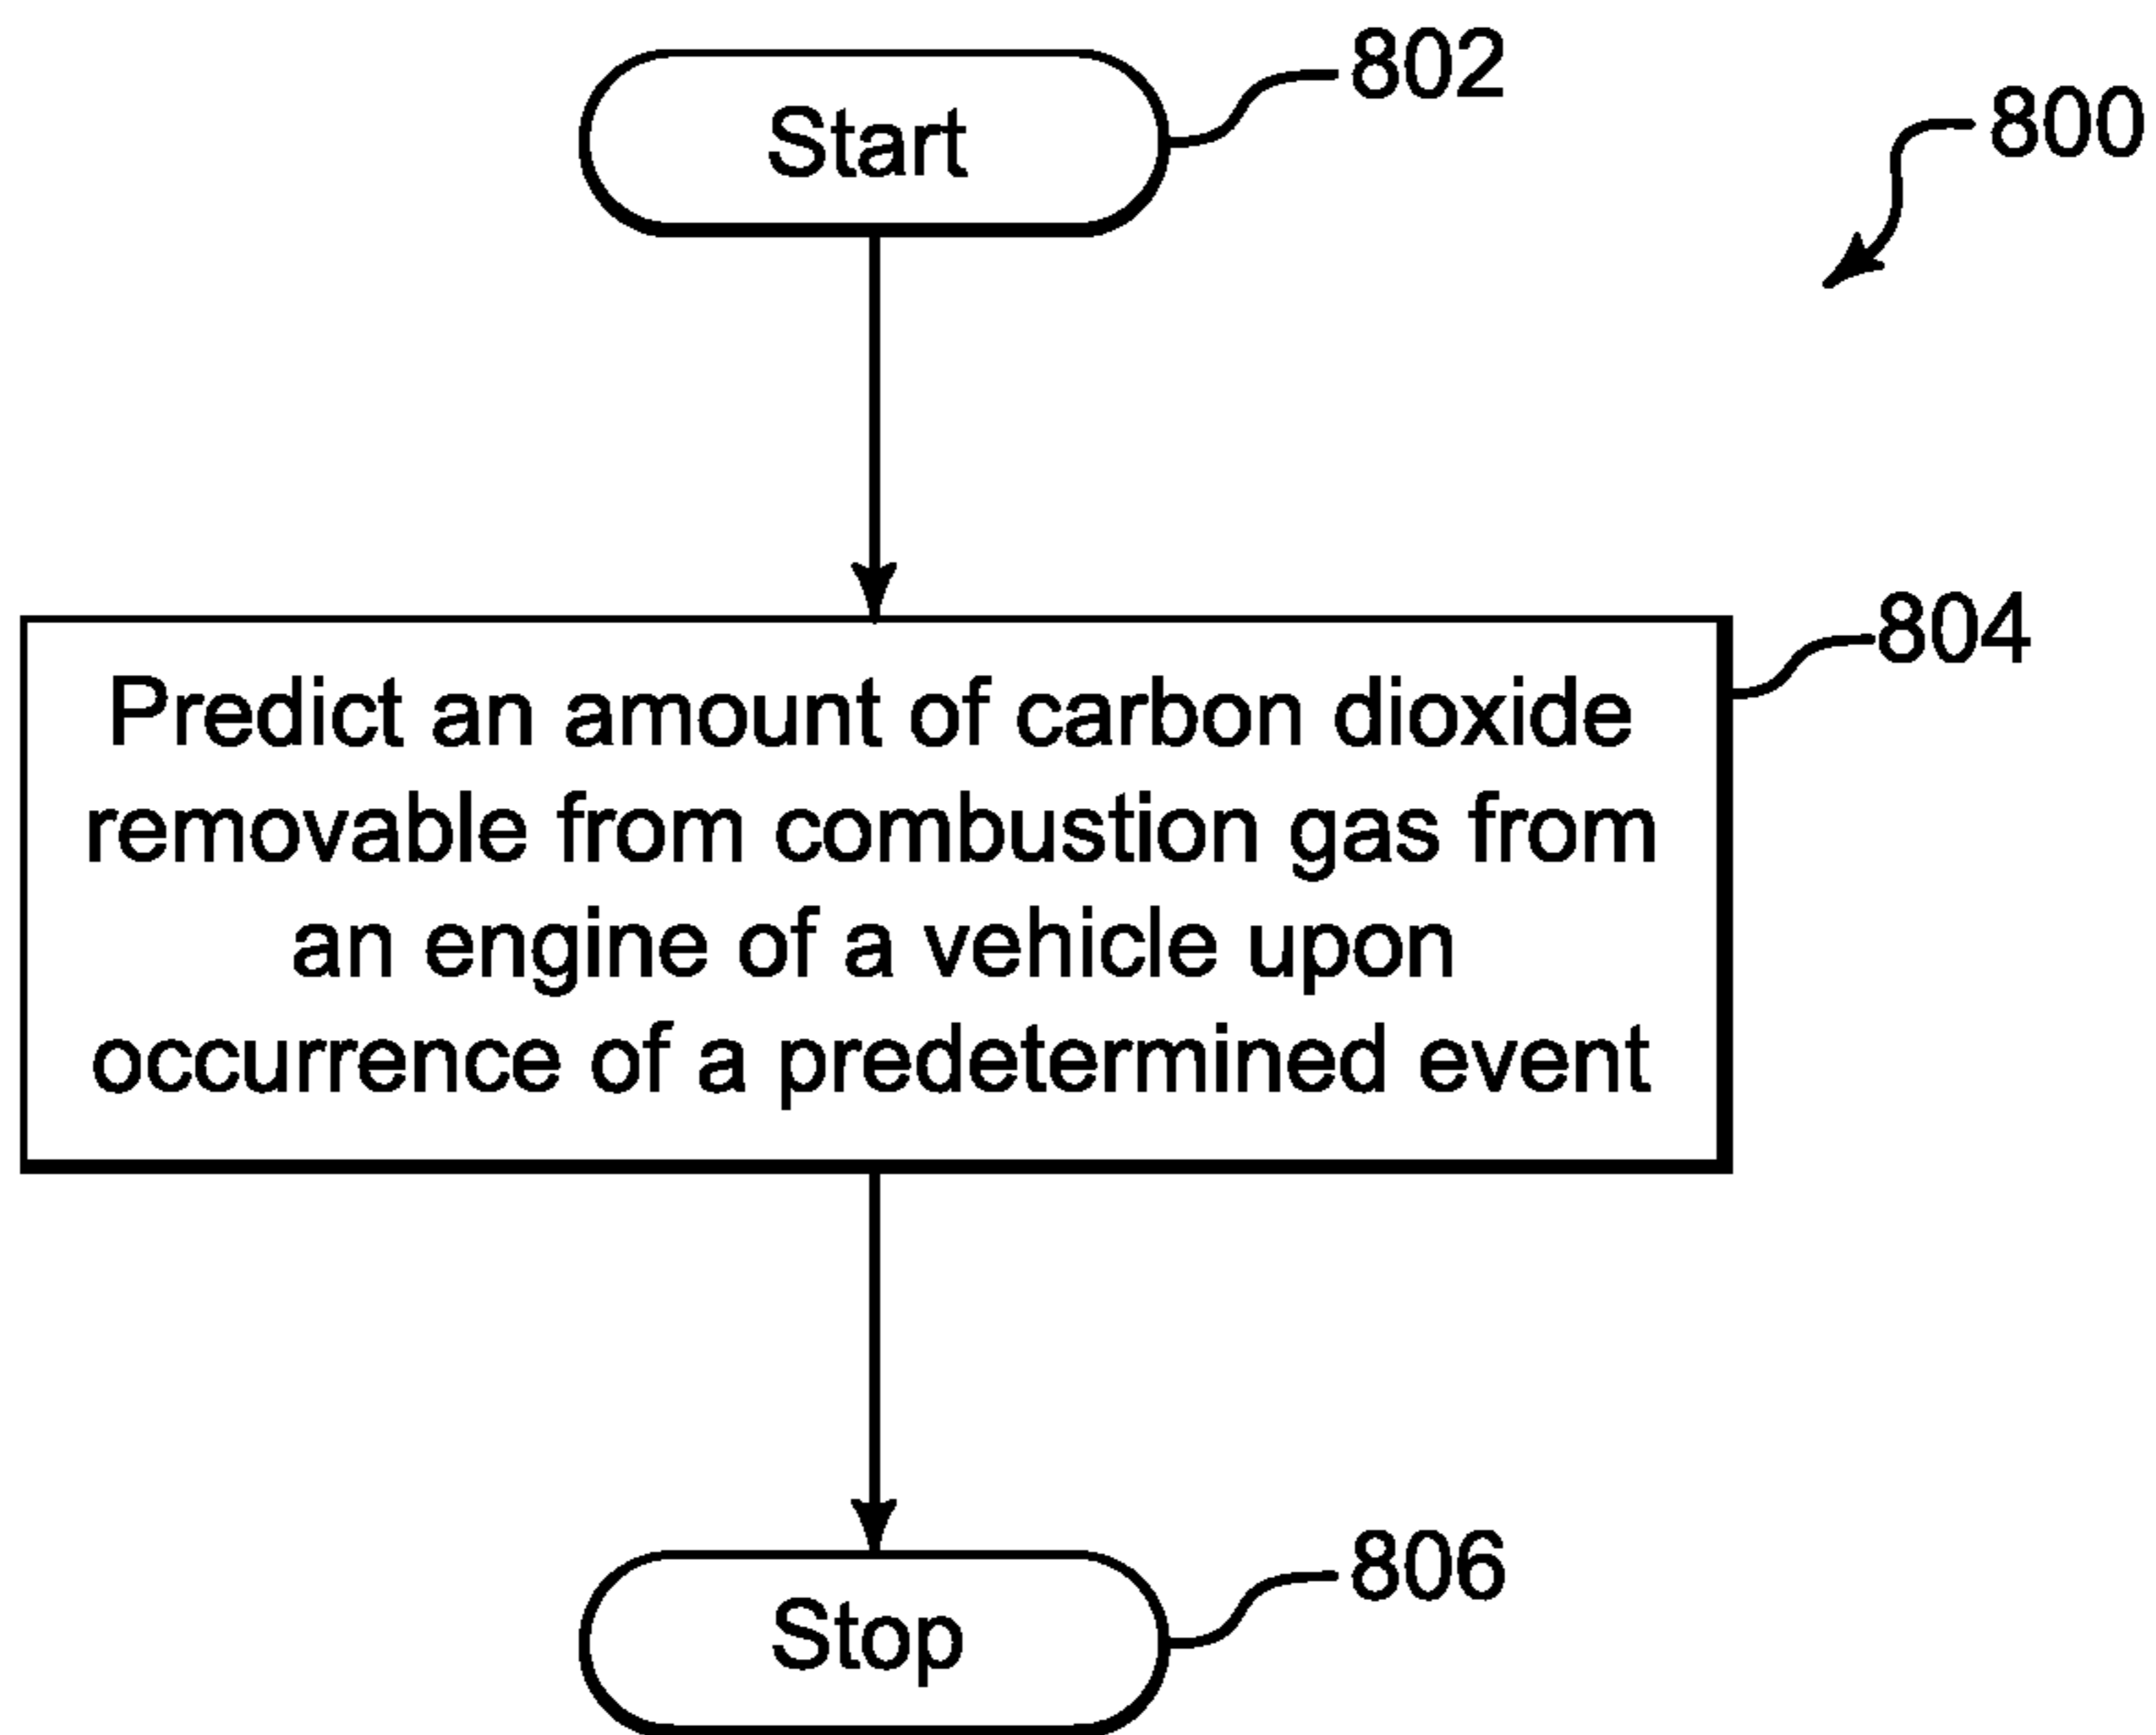 802
Start
800
804
Predict an amount of carbon dioxide
removable from combustion gas from
an engine of a vehicle upon
occurrence of a predetermined event
806
Stop